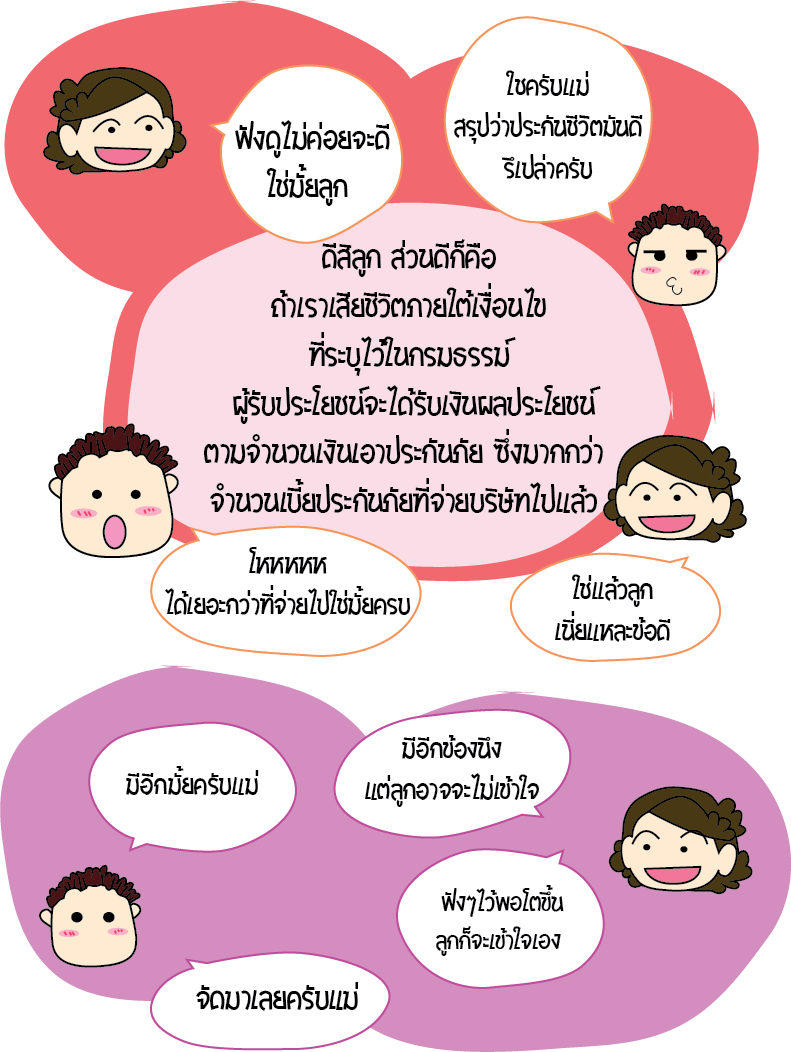 ฟังดูไม่ค่อยจะดี
ใช่มั้ยลูก
ใชครับแม่
สรุปว่าประกันชีวิตมันดี
รึเปล่าครับ
ดีสิลูก ส่วนดีก็คือ
ถ้าเราเสียชีวิตภายใต้เงื่อนไข
ที่ระบุไว้ในกรมธรรม์
ผู้รับประโยชน์จะได้รับเงินผลประโยชน์
ตามจำนวนเงินเอาประกันภัย ซึ่งมากกว่า
จำนวนเบี้ยประกันภัยที่จ่ายบริษัทไปแล้ว
โหหหหห
ได้เยอะกว่าที่จ่ายไปใช่มั้ยครบ
ใช่แล้วลูก
เนี่ยแหละข้อดี
มีอีกมั้ยครับแม่
มีอีกข้องนึง
แต่ลูกอาจจะไม่เข้าใจ
ฟังๆไว้พอโตขึ้น
ลูกก็จะเข้าใจเอง
จัดมาเลยครับแม่